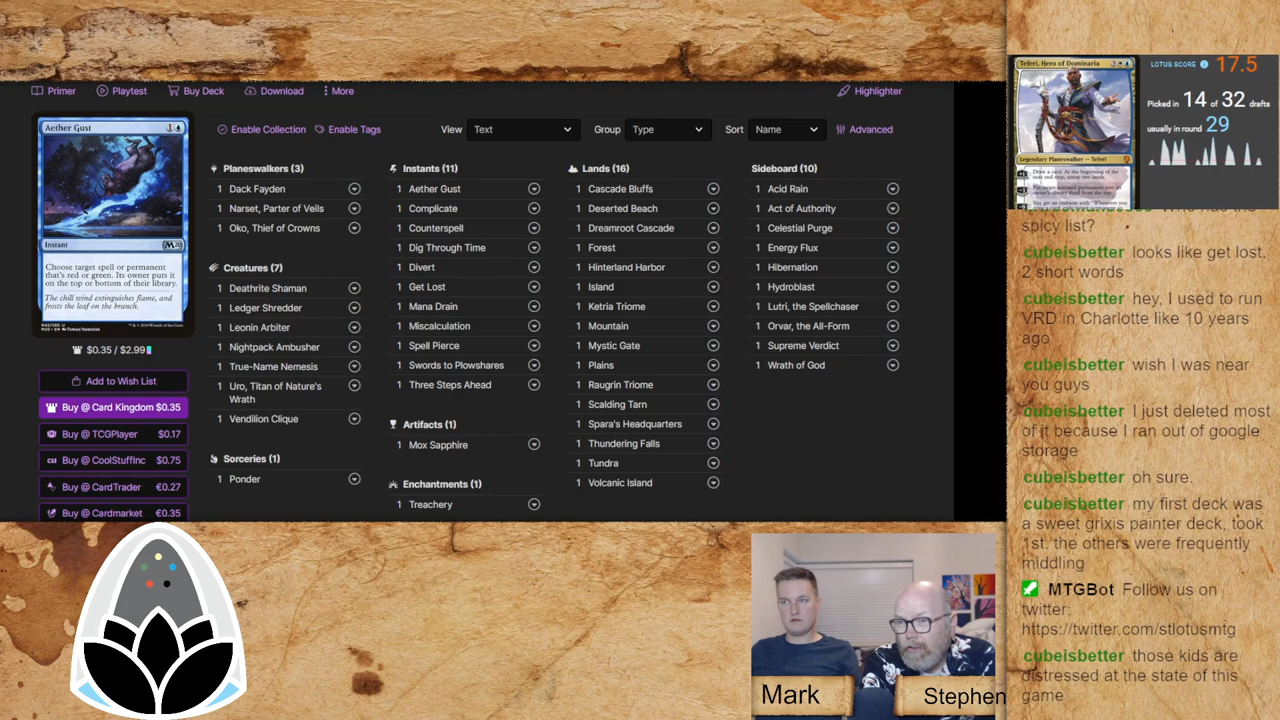 Primer
Playtest
Buy Deck
Download
More
Highlighter
Aether Gust
Instant
Choose target spell or permanent
that's red or green. Its owner puts it
on the top or bottom of their library.
The chill wind extinguishes flame, and
frosts the leaf on the branch.
$0.35 / $2.99
Add to Wish List
Buy @ Card Kingdom $0.35
Buy @ TCGPlayer $0.17
Buy @ CoolStuffInc $0.75
Buy @ CardTrader €0.27
Buy @ Cardmarket €0.35
Enable Collection
Enable Tags
View Text
Group Type
Sort Name
Advanced
Planeswalkers (3)
1 Dack Fayden
1 Narset, Parter of Veils
1 Oko, Thief of Crowns
Creatures (7)
1 Deathrite Shaman
1 Ledger Shredder
1 Leonin Arbiter
1 Nightpack Ambusher
1 True-Name Nemesis
1 Uro, Titan of Nature's
Wrath
1 Vendilion Clique
Sorceries (1)
1 Ponder
Instants (11)
1 Aether Gust
1 Complicate
1 Counterspell
1 Dig Through Time
1 Divert
1 Get Lost
1 Mana Drain
1 Miscalculation
1 Spell Pierce
1 Swords to Plowshares
1 Three Steps Ahead
Artifacts (1)
1 Mox Sapphire
Enchantments (1)
1 Treachery
Lands (16)
1 Cascade Bluffs
1 Deserted Beach
1 Dreamroot Cascade
1 Forest
1 Hinterland Harbor
1 Island
1 Ketria Triome
1 Mountain
1 Mystic Gate
1 Plains
1 Raugrin Triome
1 Scalding Tarn
1 Spara's Headquarters
1 Thundering Falls
1 Tundra
1 Volcanic Island
Sideboard (10)
1 Acid Rain
1 Act of Authority
1 Celestial Purge
1 Energy Flux
1 Hibernation
1 Hydroblast
1 Lutri, the Spellchaser
1 Orvar, the All-Form
1 Supreme Verdict
1 Wrath of God
Teferi, Hero of Dominaria
Legendary Planeswalker — Teferi
LOTUS SCORE 17.5
Picked in 14 of 32 drafts
usually in round 29
spicy list?
cubeisbetter looks like get lost.
2 short words
cubeisbetter hey, I used to run
VRD in Charlotte like 10 years
ago
cubeisbetter wish I was near
you guys
cubeisbetter I just deleted most
of it because I ran out of google
storage
cubeisbetter oh sure.
cubeisbetter my first deck was
a sweet grixis painter deck, took
1st. the others were frequently
middling
MTGBot Follow us on
twitter:
https://twitter.com/stlotusmtg
cubeisbetter those kids are
distressed at the state of this
game
Mark
Stephen